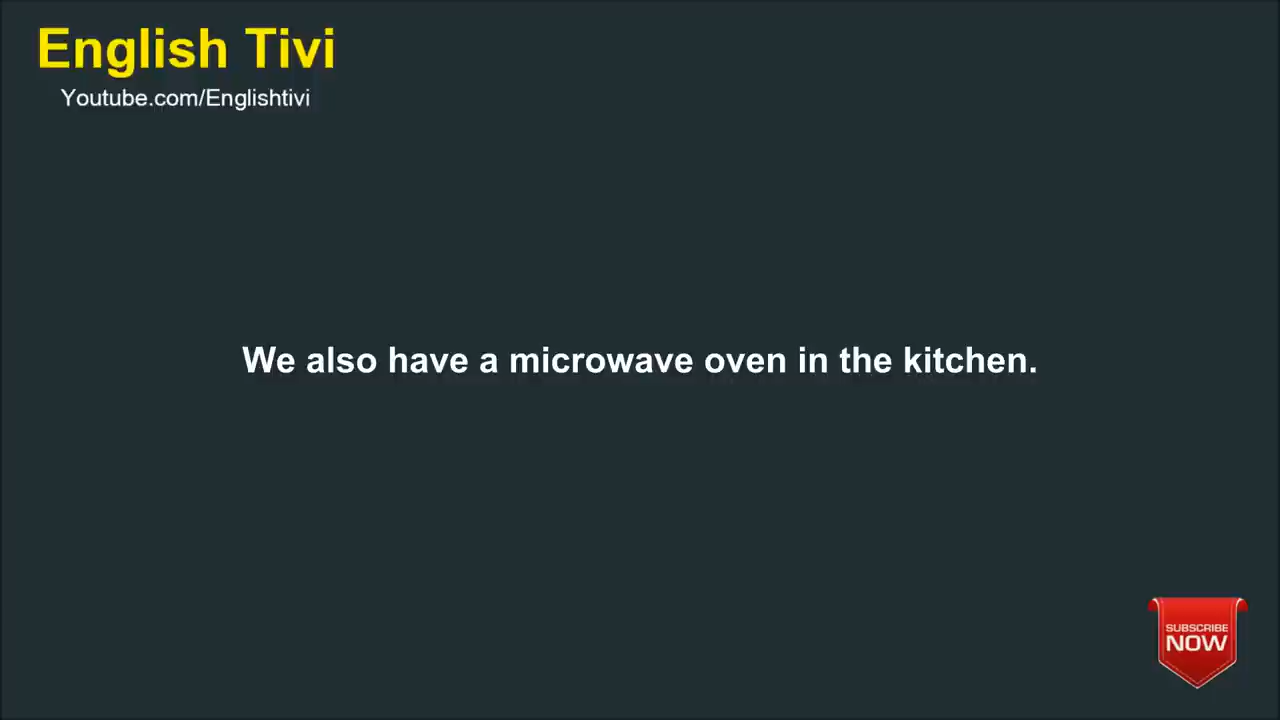 English Tivi
Youtube.com/Englishtivi
We also have a microwave oven in the kitchen.
SUBSCRIBE
NOW